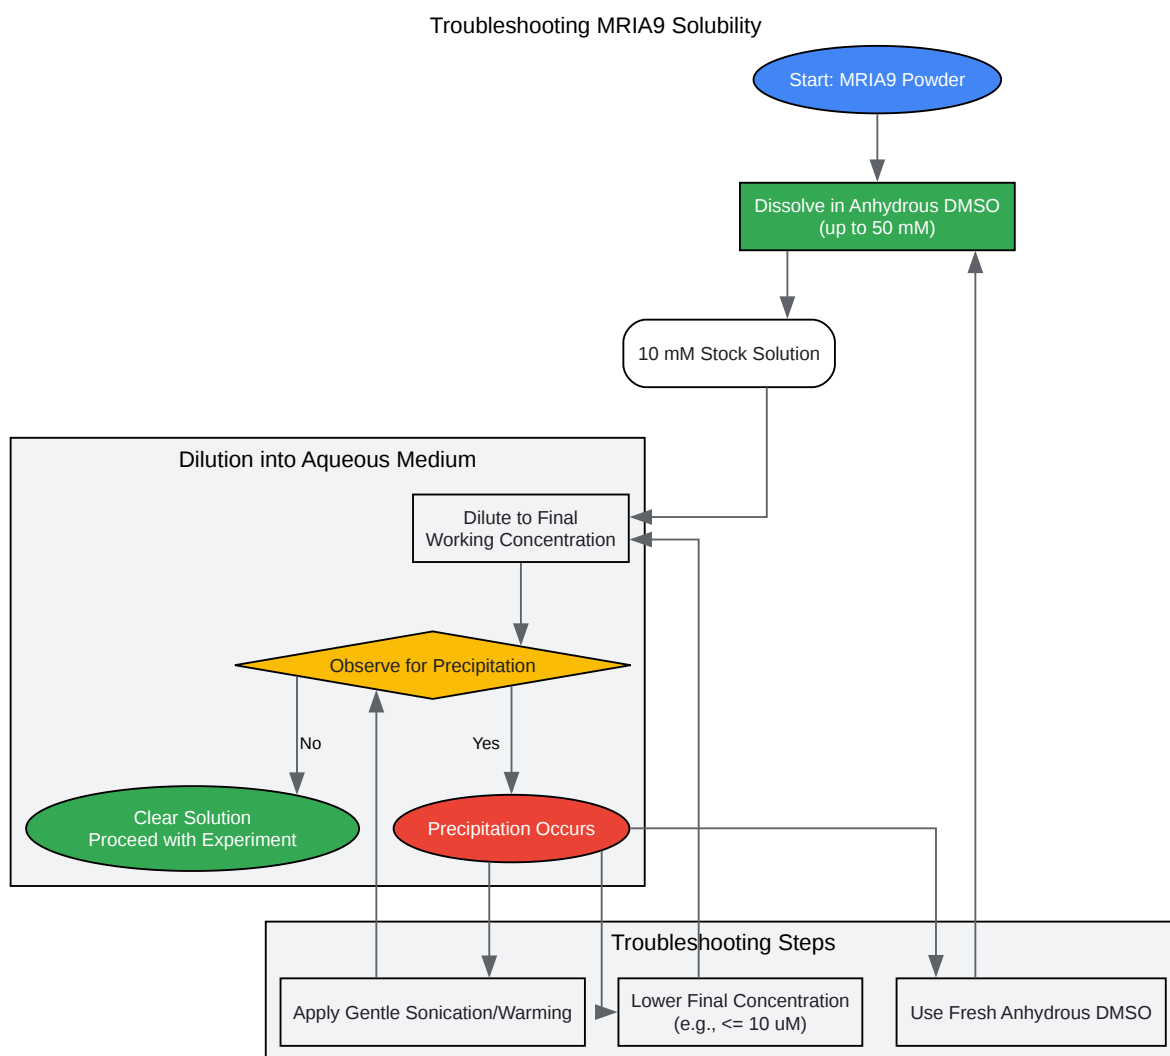 Troubleshooting MRIA9 Solubility
Start: MRIA9 Powder
Dissolve in Anhydrous DMSO
(up to 50 mM)
10 mM Stock Solution
Dilution into Aqueous Medium
Dilute to Final
Working Concentration
Observe for Precipitation
No
Yes
Clear Solution
Proceed with Experiment
Precipitation Occurs
Troubleshooting Steps
Apply Gentle Sonication/Warming
Lower Final Concentration
(e.g., <= 10 uM)
Use Fresh Anhydrous DMSO